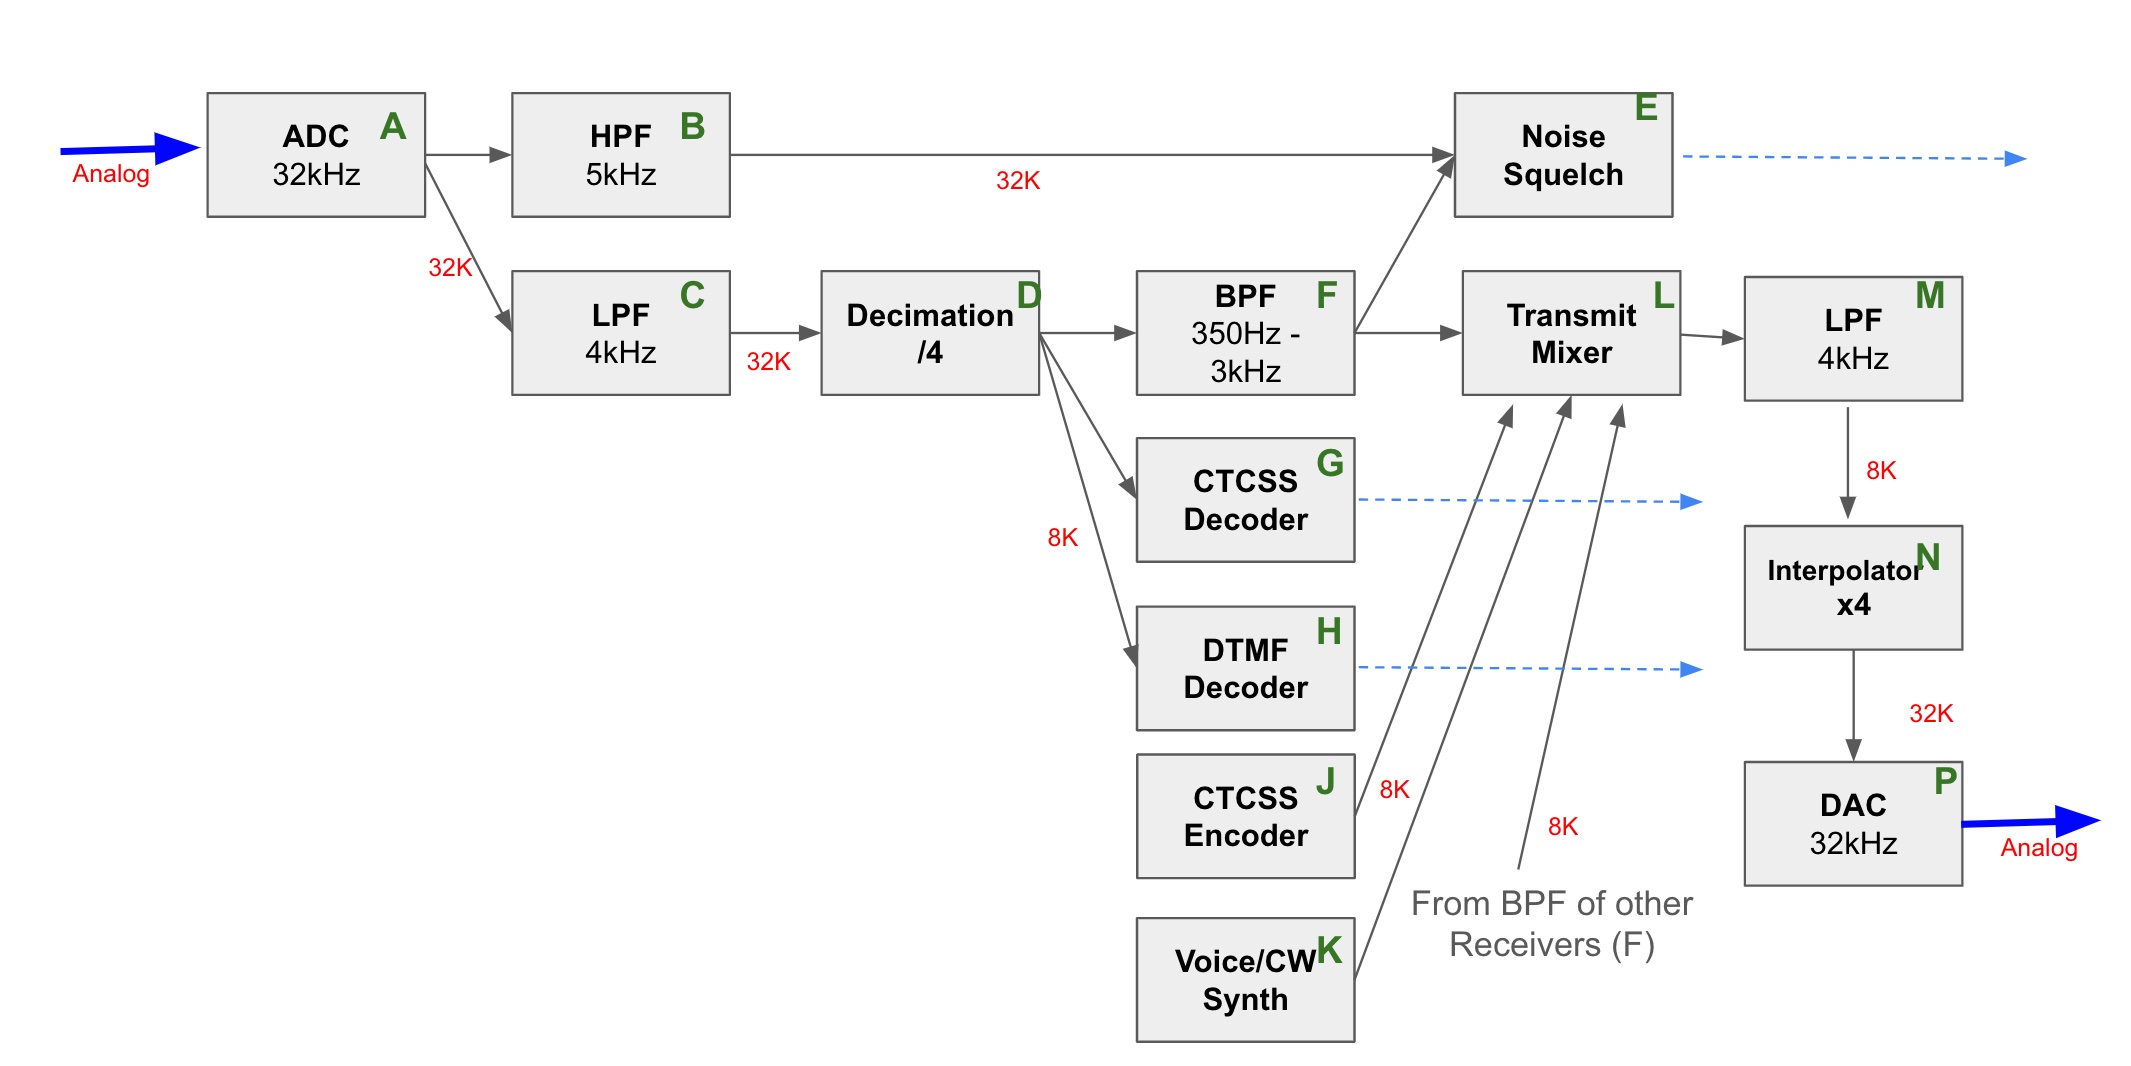 Analog
ADC
32kHz
A
HPF
5kHz
B
32K
Noise
Squelch
E
32K
LPF
4kHz
C
32K
Decimation
/4
D
BPF
350Hz -
3kHz
F
Transmit
Mixer
L
LPF
4kHz
M
8K
CTCSS
Decoder
G
8K
DTMF
Decoder
H
Interpolator
x4
N
32K
CTCSS
Encoder
J
8K
8K
DAC
32kHz
P
Analog
From BPF of other
Receivers (F)
Voice/CW
Synth
K